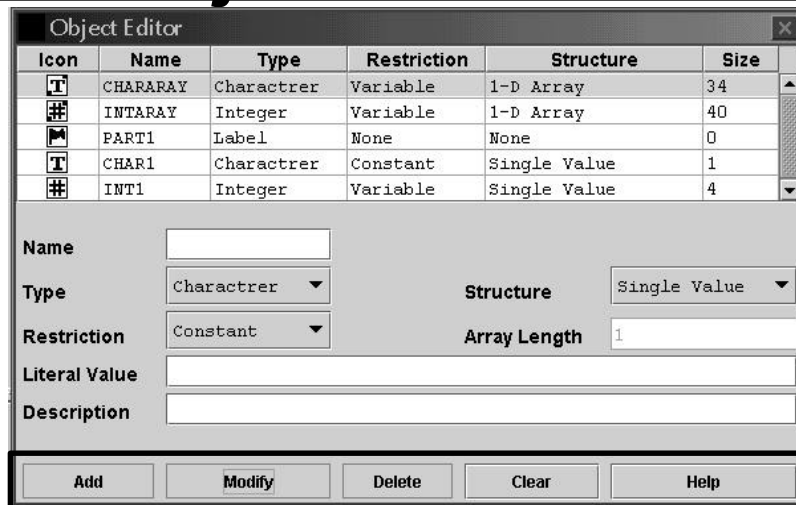 Object Editor
Icon Name Type Restriction Structure Size
T CHARARAY Charactrer Variable 1-D Array 34
# INTARAY Integer Variable 1-D Array 40
PART1 Label None None 0
T CHAR1 Charactrer Constant Single Value 1
# INT1 Integer Variable Single Value 4
Name
Type Charactrer Structure Single Value
Restriction Constant Array Length 1
Literal Value
Description
Add Modify Delete Clear Help